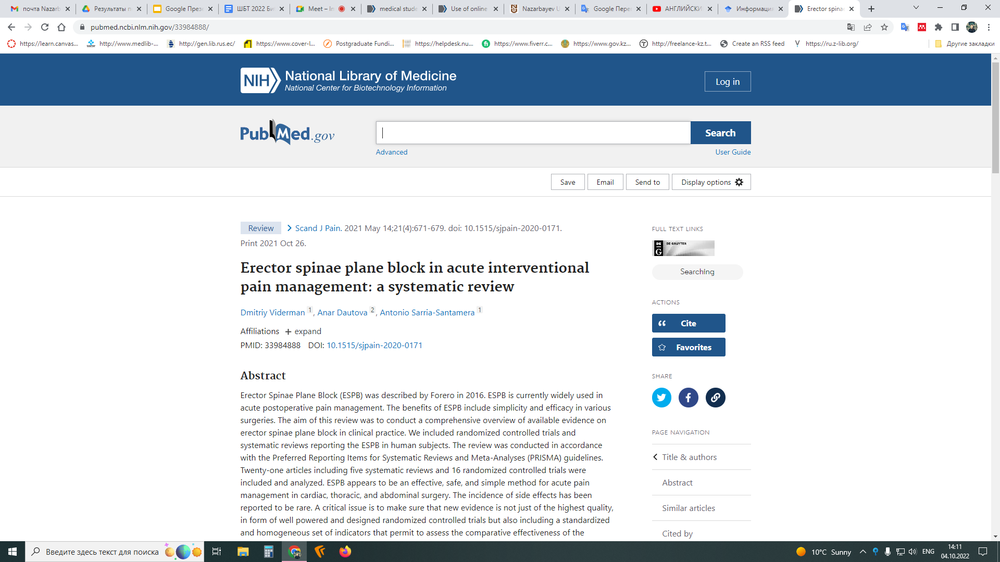 почта Nazarb
Результаты п
Google През
ШБТ 2022 Би
Meet – In
medical stude
Use of online
Nazarbayev U
Google Перев
АНГЛИЙСКИ
Информация
Erector spina
pubmed.ncbi.nlm.nih.gov/33984888/
https://learn.canvas...
http://www.medlib-...
http://gen.lib.rus.ec/
https://www.cover-l...
Postgraduate Fundi...
https://helpdesk.nu...
https://www.fiverr.c...
https://www.gov.kz...
http://freelance-kz.t...
Create an RSS feed
https://ru.z-lib.org/
Другие закладки
NIH National Library of Medicine
National Center for Biotechnology Information
Log in
PubMed.gov
Search
Advanced
User Guide
Save
Email
Send to
Display options
Review
Scand J Pain. 2021 May 14;21(4):671-679. doi: 10.1515/sjpain-2020-0171.
Print 2021 Oct 26.
Erector spinae plane block in acute interventional
pain management: a systematic review
Dmitriy Viderman 1, Anar Dautova 2, Antonio Sarria-Santamera 1
Affiliations + expand
PMID: 33984888 DOI: 10.1515/sjpain-2020-0171
Abstract
Erector Spinae Plane Block (ESPB) was described by Forero in 2016. ESPB is currently widely used in
acute postoperative pain management. The benefits of ESPB include simplicity and efficacy in various
surgeries. The aim of this review was to conduct a comprehensive overview of available evidence on
erector spinae plane block in clinical practice. We included randomized controlled trials and
systematic reviews reporting the ESPB in human subjects. The review was conducted in accordance
with the Preferred Reporting Items for Systematic Reviews and Meta-Analyses (PRISMA) guidelines.
Twenty-one articles including five systematic reviews and 16 randomized controlled trials were
included and analyzed. ESPB appears to be an effective, safe, and simple method for acute pain
management in cardiac, thoracic, and abdominal surgery. The incidence of side effects has been
reported to be rare. A critical issue is to make sure that new evidence is not just of the highest quality,
in form of well powered and designed randomized controlled trials but also including a standardized
and homogeneous set of indicators that permit to assess the comparative effectiveness of the
FULL TEXT LINKS
DE
G
DE GRUYTER
Searching
ACTIONS
Cite
Favorites
SHARE
PAGE NAVIGATION
Title & authors
Abstract
Similar articles
Cited by
Введите здесь текст для поиска
10°C Sunny
ENG
14:11
04.10.2022